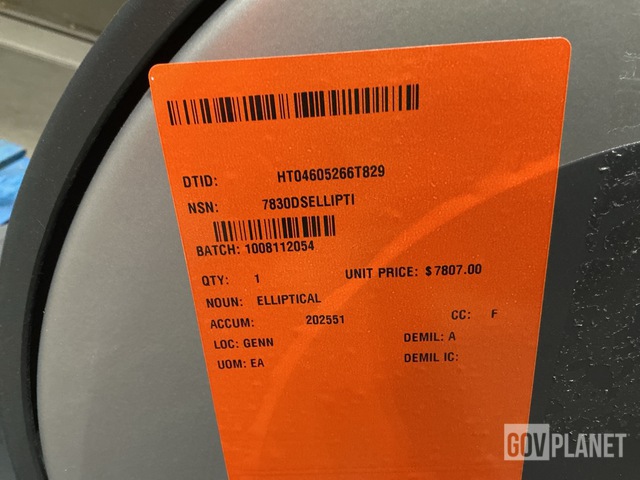 DTID: HT04605266T829
NSN: 7830DSELLIPTI
BATCH: 1008112054
QTY: 1 UNIT PRICE: $7807.00
NOUN: ELLIPTICAL
ACCUM: 202551 CC: F
LOC: GENN DEMIL: A
UOM: EA DEMIL IC:
GOVPLANET